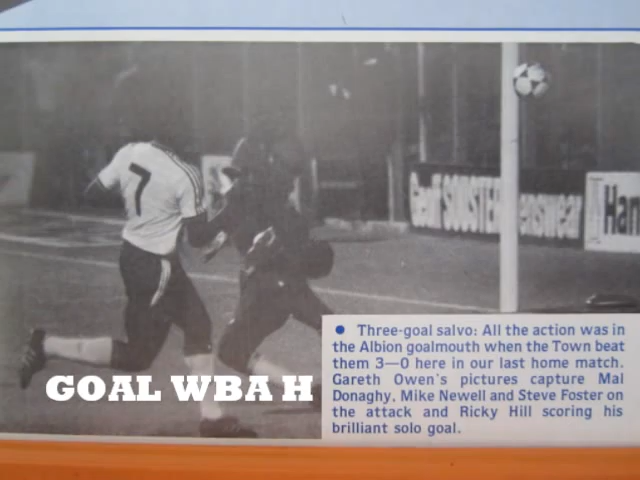 7
Geoff SOUSTER Menswear
Han
● Three-goal salvo: All the action was in
the Albion goalmouth when the Town beat
them 3—0 here in our last home match.
Gareth Owen's pictures capture Mal
Donaghy, Mike Newell and Steve Foster on
the attack and Ricky Hill scoring his
brilliant solo goal.
GOAL WBA H